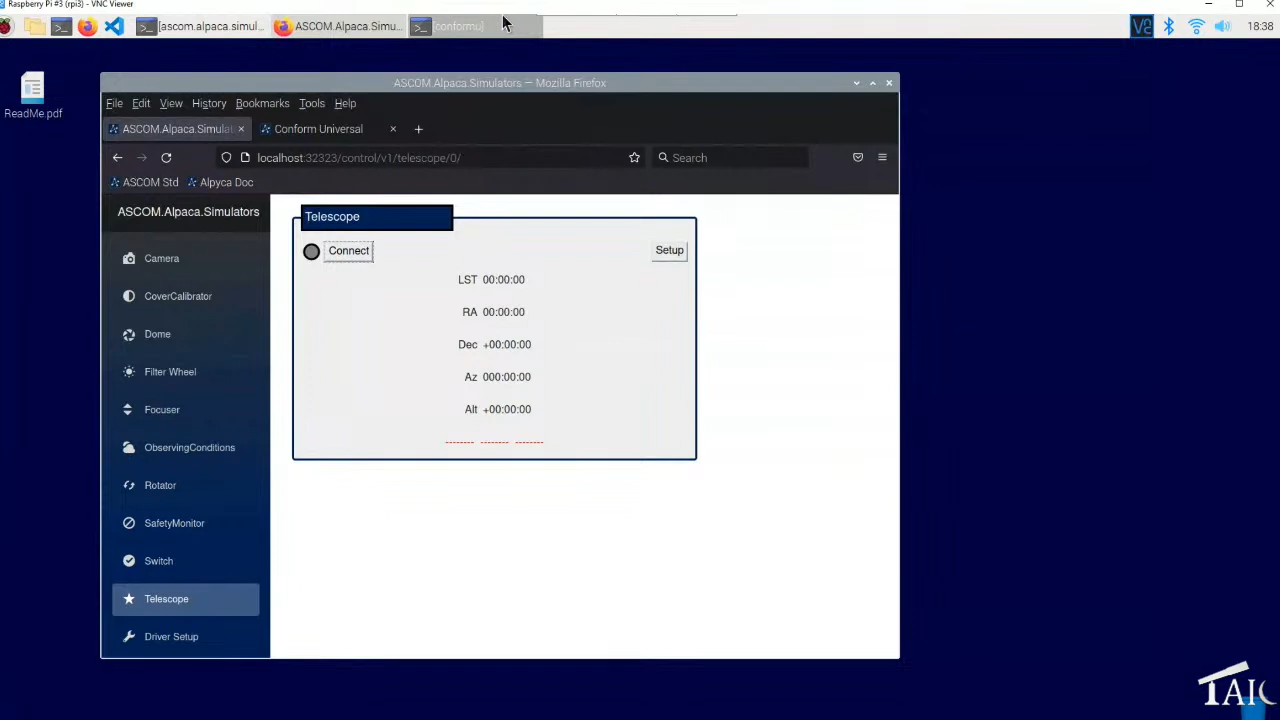 Raspberry Pi #3 (rpi3) - VNC Viewer
[ascom.alpaca.simul... ASCOM.Alpaca.Simu... [conformu] 18:38
ReadMe.pdf
ASCOM.Alpaca.Simulators — Mozilla Firefox
File Edit View History Bookmarks Tools Help
ASCOM.Alpaca.Simulat Conform Universal
localhost:32323/control/v1/telescope/0/ Search
ASCOM Std Alpyca Doc
ASCOM.Alpaca.Simulators
Camera
CoverCalibrator
Dome
Filter Wheel
Focuser
ObservingConditions
Rotator
SafetyMonitor
Switch
Telescope
Driver Setup
Telescope
Connect Setup
LST 00:00:00
RA 00:00:00
Dec +00:00:00
Az 000:00:00
Alt +00:00:00
-------- -------- --------
TAIC